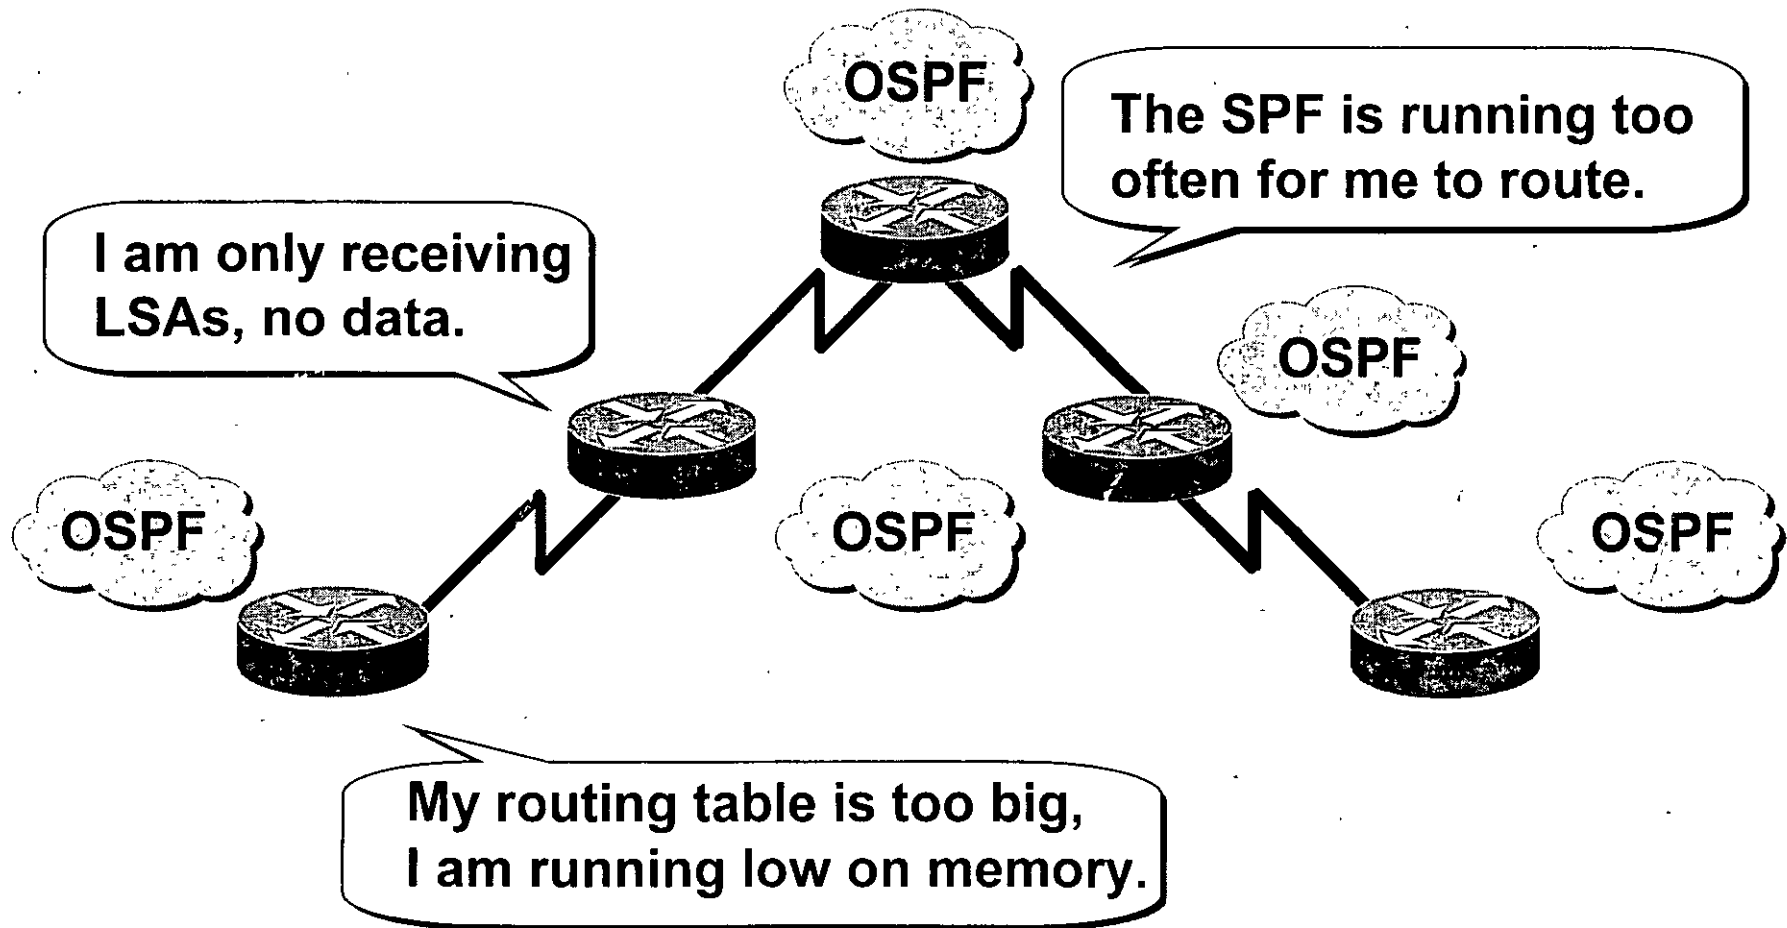 OSPF
The SPF is running too
often for me to route.
I am only receiving
LSAs, no data.
OSPF
OSPF
OSPF
OSPF
My routing table is too big,
I am running low on memory.